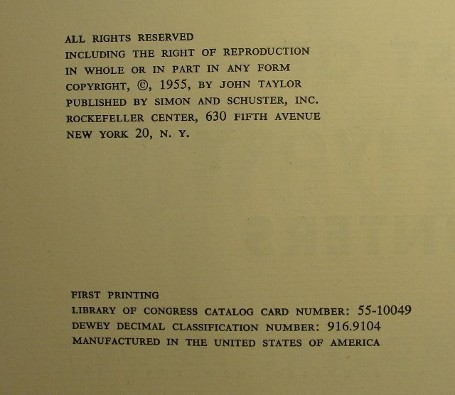 ALL RIGHTS RESERVED
INCLUDING THE RIGHT OF REPRODUCTION
IN WHOLE OR IN PART IN ANY FORM
COPYRIGHT, ©, 1955, BY JOHN TAYLOR
PUBLISHED BY SIMON AND SCHUSTER, INC.
ROCKEFELLER CENTER, 630 FIFTH AVENUE
NEW YORK 20, N. Y.
FIRST PRINTING
LIBRARY OF CONGRESS CATALOG CARD NUMBER: 55-10049
DEWEY DECIMAL CLASSIFICATION NUMBER: 916.9104
MANUFACTURED IN THE UNITED STATES OF AMERICA